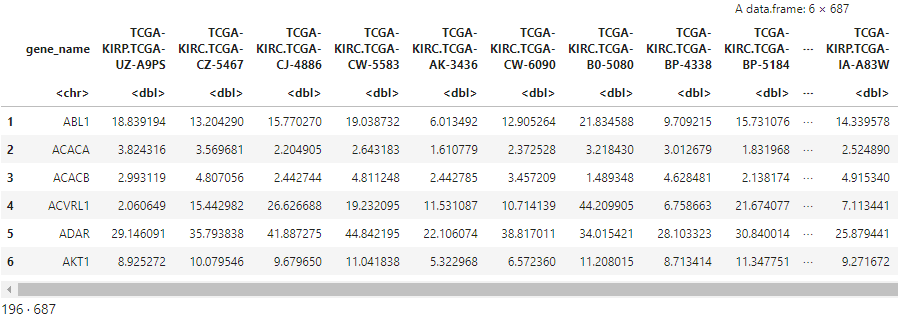 A data.frame: 6 × 687
TCGA- TCGA- TCGA- TCGA- TCGA- TCGA- TCGA- TCGA- TCGA- TCGA-
gene_name KIRP.TCGA- KIRC.TCGA- KIRC.TCGA- KIRC.TCGA- KIRC.TCGA- KIRC.TCGA- KIRC.TCGA- KIRC.TCGA- KIRC.TCGA- ⋯ KIRP.TCGA-
UZ-A9PS CZ-5467 CJ-4886 CW-5583 AK-3436 CW-6090 B0-5080 BP-4338 BP-5184 IA-A83W
<chr> <dbl> <dbl> <dbl> <dbl> <dbl> <dbl> <dbl> <dbl> <dbl> ⋯ <dbl>
1 ABL1 18.839194 13.204290 15.770270 19.038732 6.013492 12.905264 21.834588 9.709215 15.731076 ⋯ 14.339578
2 ACACA 3.824316 3.569681 2.204905 2.643183 1.610779 2.372528 3.218430 3.012679 1.831968 ⋯ 2.524890
3 ACACB 2.993119 4.807056 2.442744 4.811248 2.442785 3.457209 1.489348 4.628481 2.138174 ⋯ 4.915340
4 ACVRL1 2.060649 15.442982 26.626688 19.232095 11.531087 10.714139 44.209905 6.758663 21.674077 ⋯ 7.113441
5 ADAR 29.146091 35.793838 41.887275 44.842195 22.106074 38.817011 34.015421 28.103323 30.840014 ⋯ 25.879441
6 AKT1 8.925272 10.079546 9.679650 11.041838 5.322968 6.572360 11.208015 8.713414 11.347751 ⋯ 9.271672
196 · 687